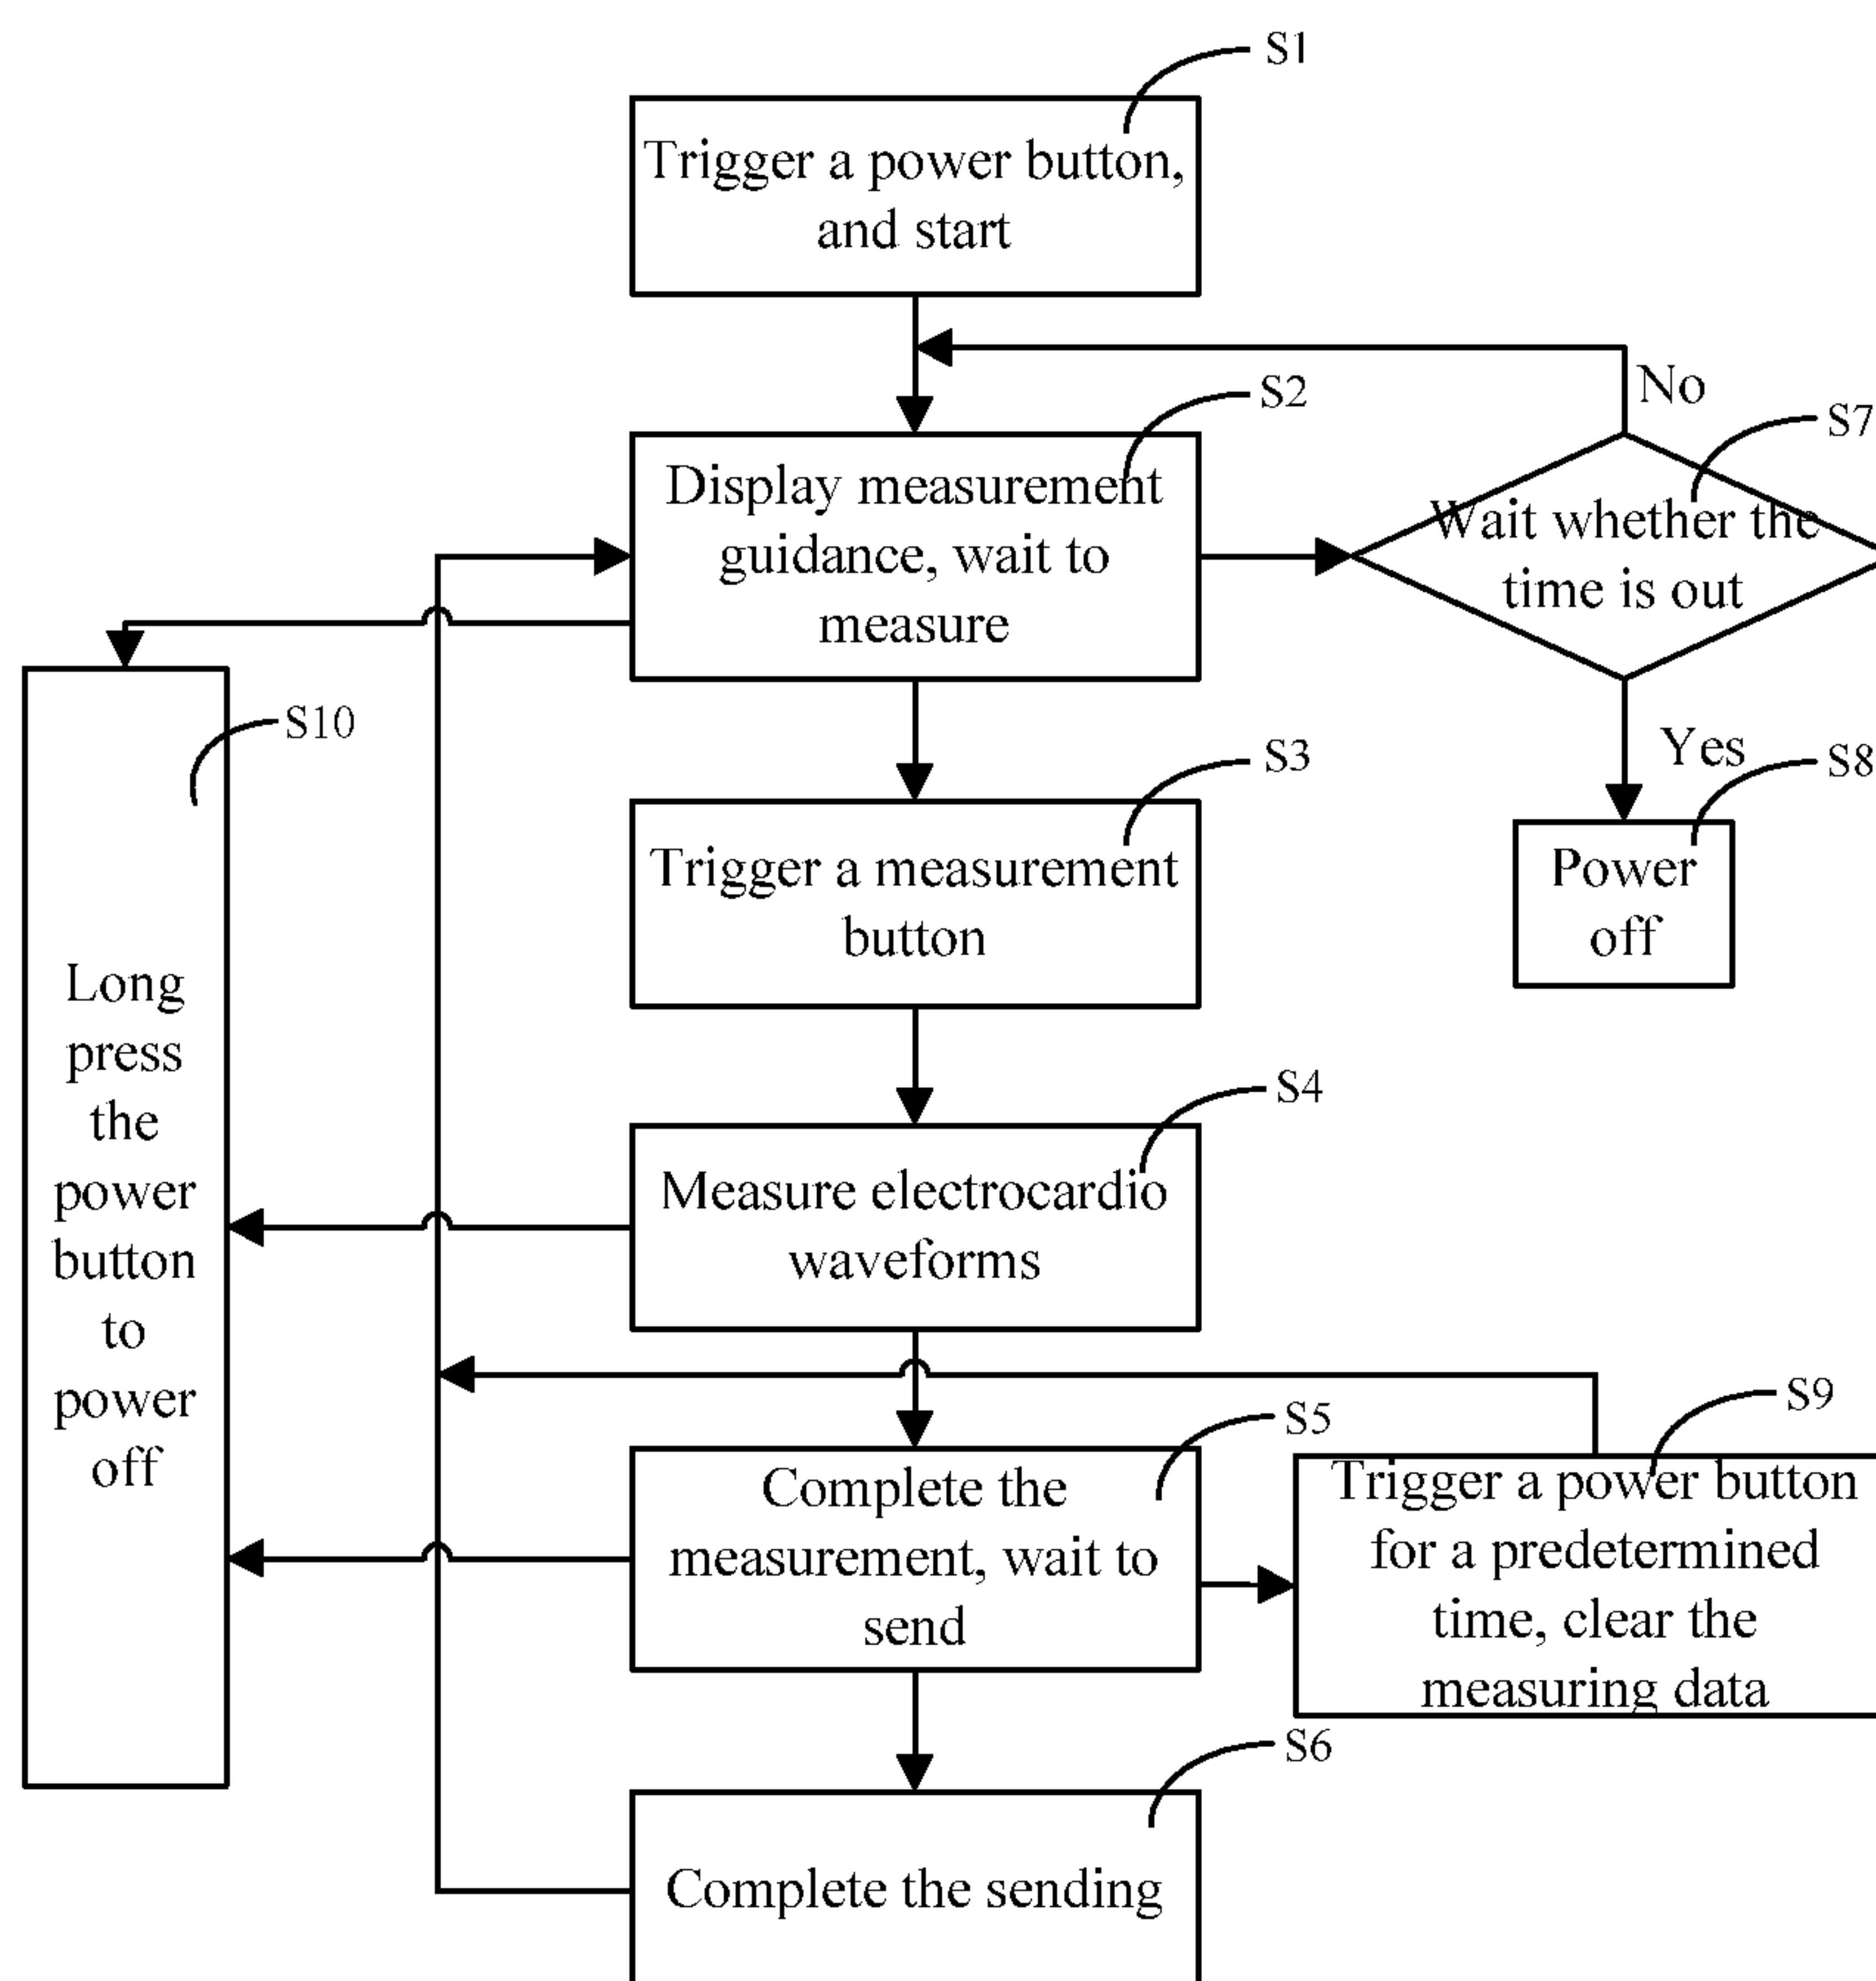 S1
Trigger a power button,
and start
No
S2
S7
Display measurement
guidance, wait to
measure
Wait whether the
time is out
S10
S3
Yes
S8
Trigger a measurement
button
Power
off
Long
press
the
power
button
to
power
off
S4
Measure electrocardio
waveforms
S9
S5
Complete the
measurement, wait to
send
Trigger a power button
for a predetermined
time, clear the
measuring data
S6
Complete the sending